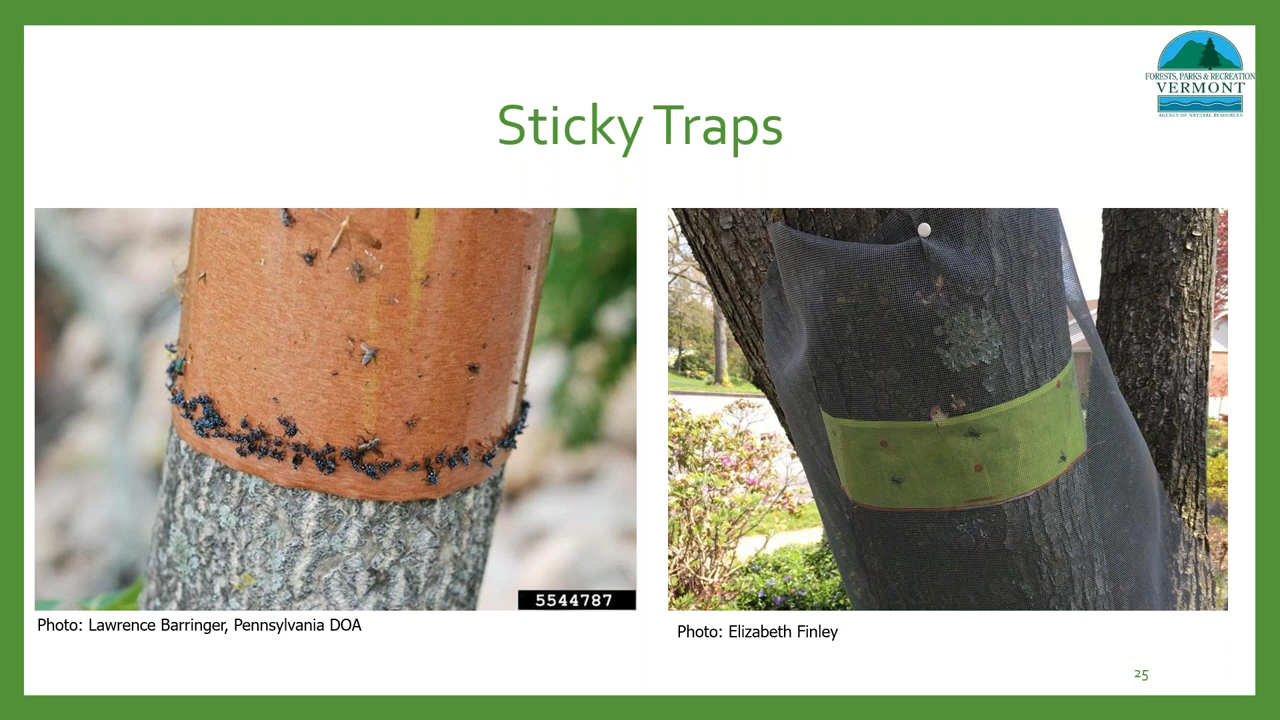 FORESTS, PARKS & RECREATION
VERMONT
AGENCY OF NATURAL RESOURCES
Sticky Traps
5544787
Photo: Lawrence Barringer, Pennsylvania DOA
Photo: Elizabeth Finley
25